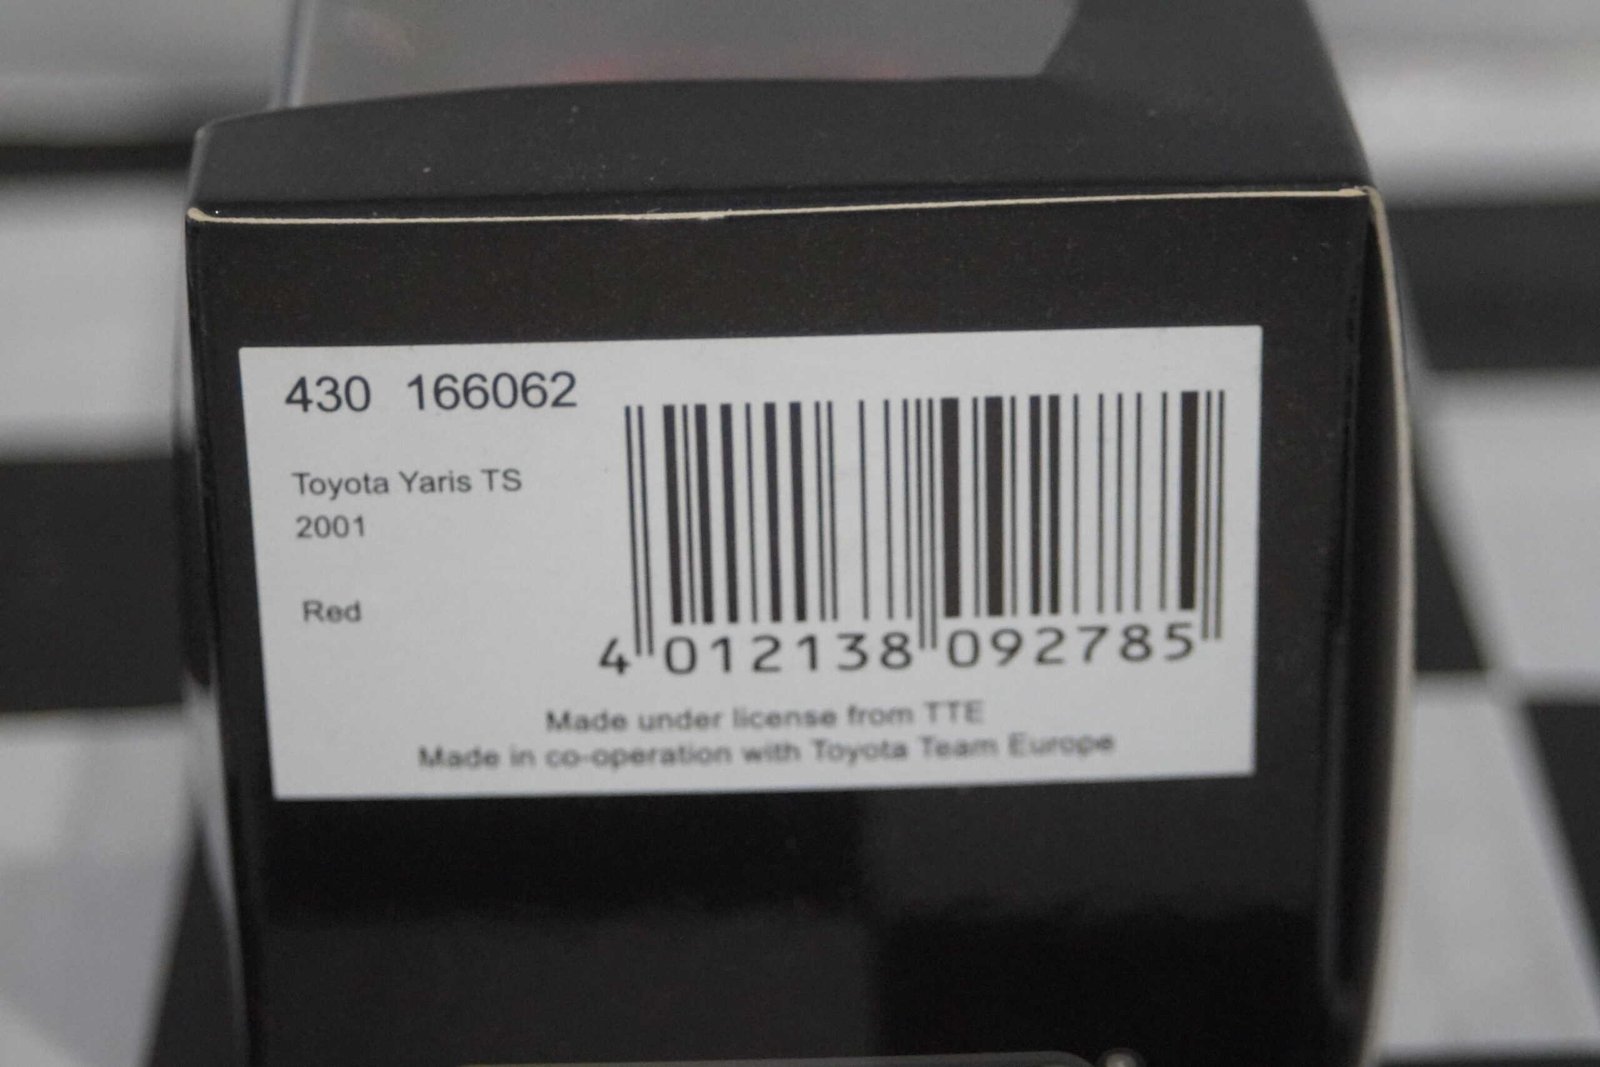 430 166062
Toyota Yaris TS
2001
Red
4 012138 092785
Made under license from TTE
Made in co-operation with Toyota Team Europe